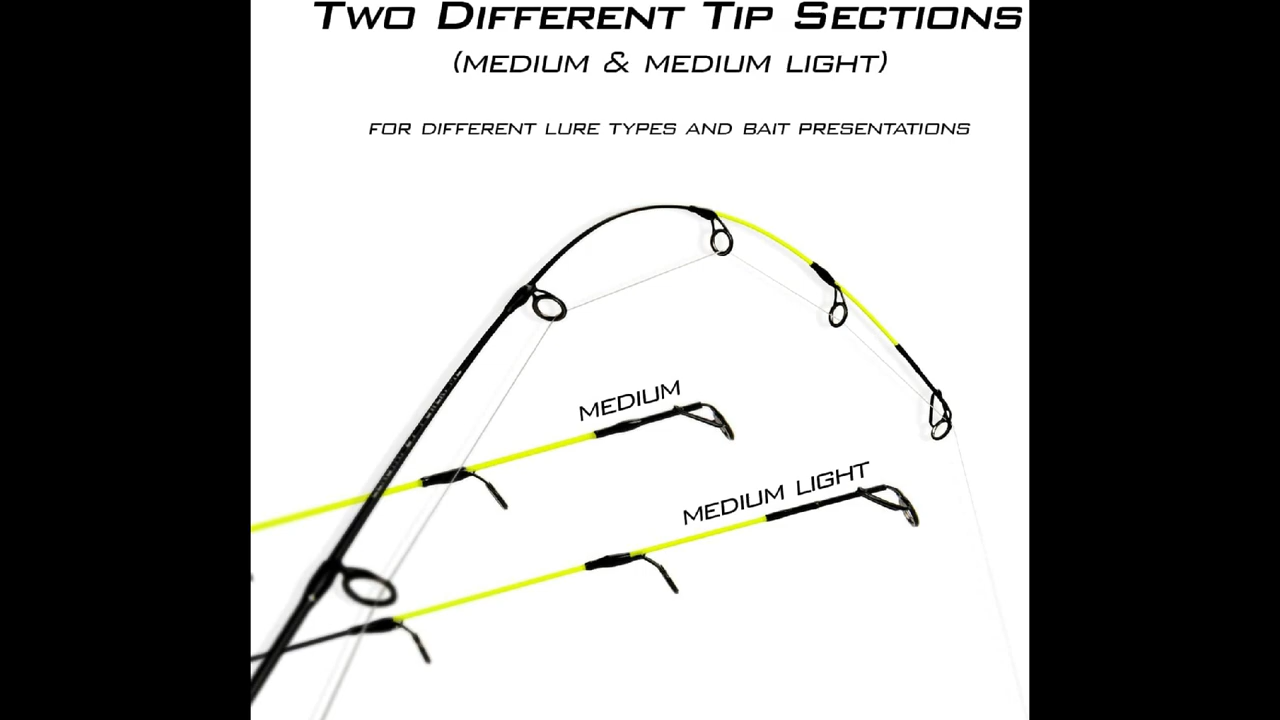 TWO DIFFERENT TIP SECTIONS
(MEDIUM & MEDIUM LIGHT)
FOR DIFFERENT LURE TYPES AND BAIT PRESENTATIONS
MEDIUM
MEDIUM LIGHT